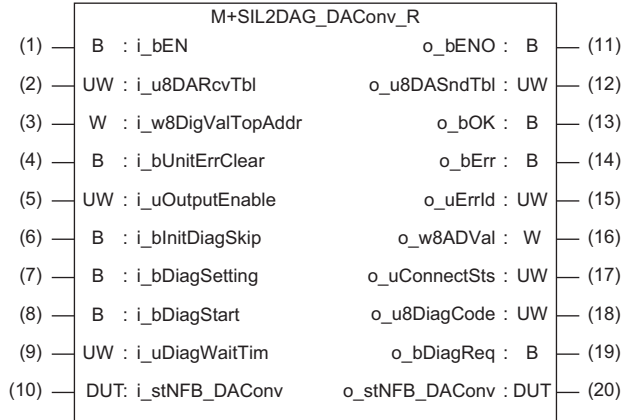 M+SIL2DAG_DAConv_R
(1) B : i_bEN o_bENO : B (11)
(2) UW : i_u8DARcvTbl o_u8DASndTbl : UW (12)
(3) W : i_w8DigValTopAddr o_bOK : B (13)
(4) B : i_bUnitErrClear o_bErr : B (14)
(5) UW : i_uOutputEnable o_uErrId : UW (15)
(6) B : i_bInitDiagSkip o_w8ADVal : W (16)
(7) B : i_bDiagSetting o_uConnectSts : UW (17)
(8) B : i_bDiagStart o_u8DiagCode : UW (18)
(9) UW : i_uDiagWaitTim o_bDiagReq : B (19)
(10) DUT: i_stNFB_DAConv o_stNFB_DAConv : DUT (20)